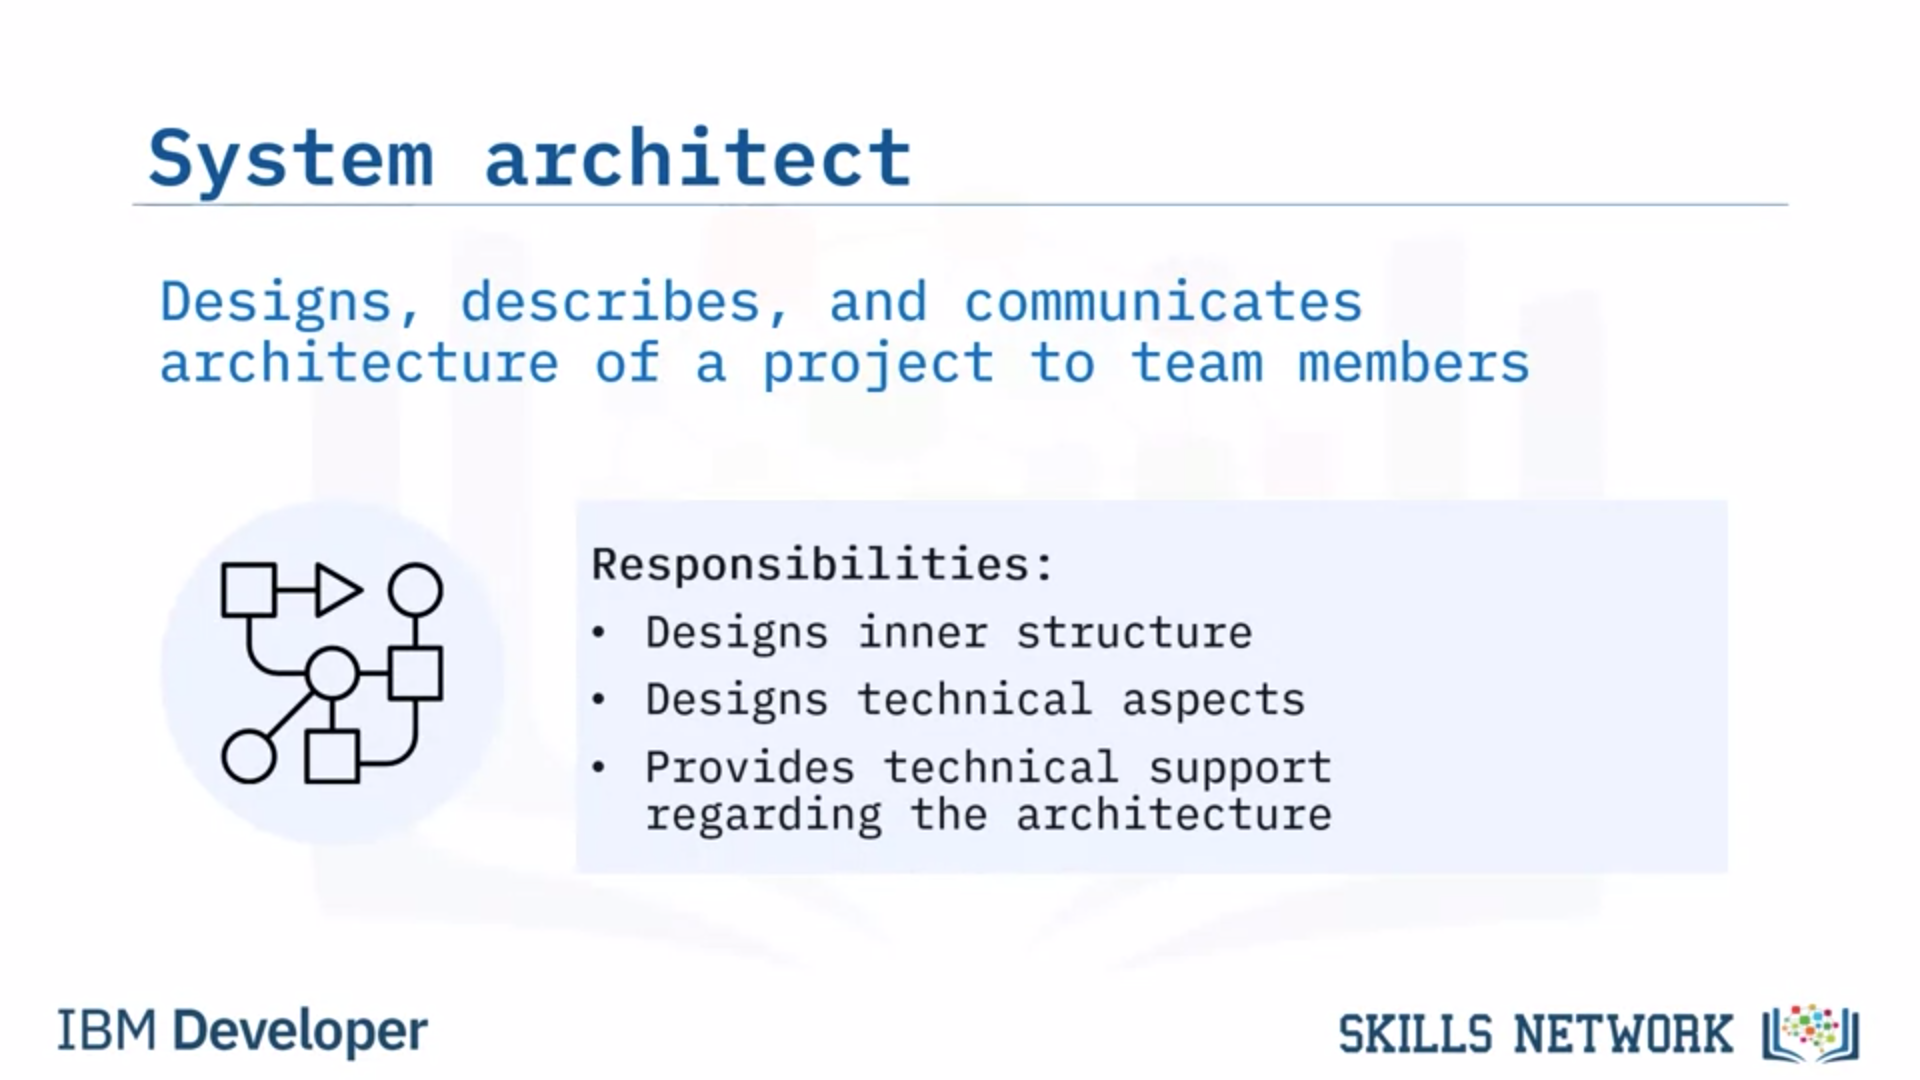 System architect
Designs, describes, and communicates
architecture of a project to team members
Responsibilities:
• Designs inner structure
• Designs technical aspects
• Provides technical support
regarding the architecture
IBM Developer
SKILLS NETWORK